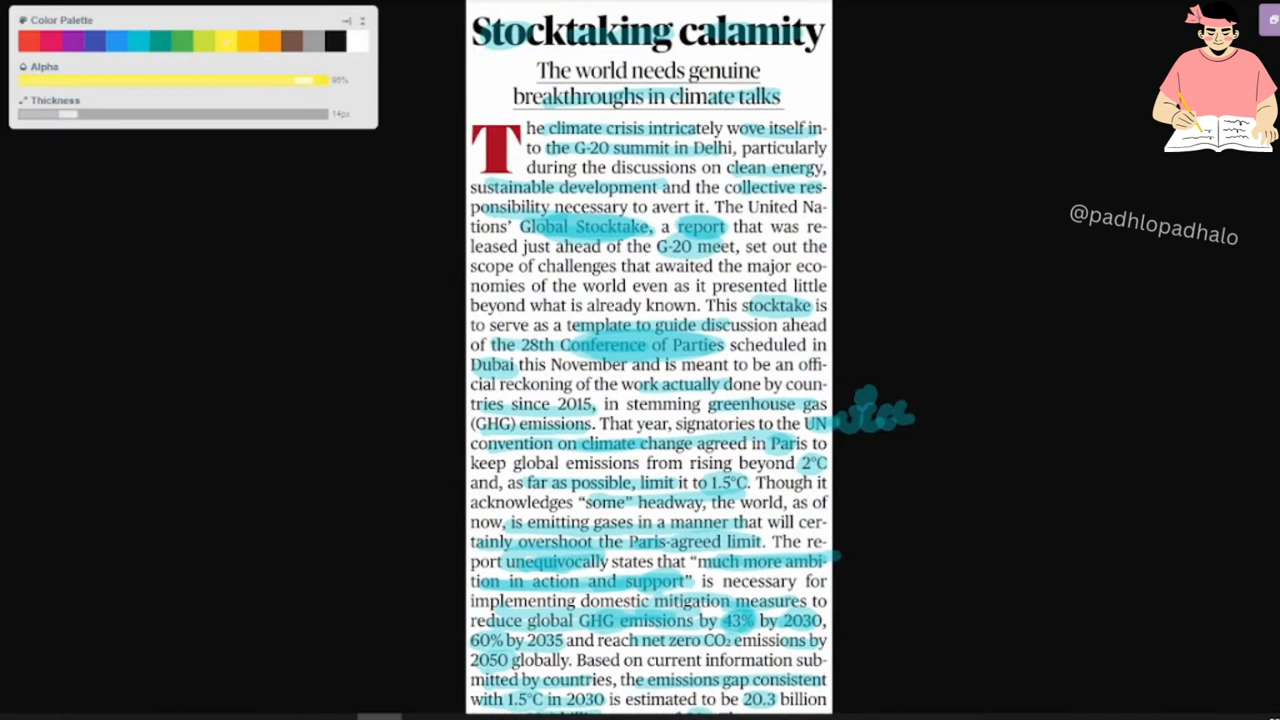 Color Palette
Alpha
95%
Thickness
14px
Stocktaking calamity
The world needs genuine
breakthroughs in climate talks
The climate crisis intricately wove itself in-
to the G-20 summit in Delhi, particularly
during the discussions on clean energy,
sustainable development and the collective res-
ponsibility necessary to avert it. The United Na-
tions’ Global Stocktake, a report that was re-
leased just ahead of the G-20 meet, set out the
scope of challenges that awaited the major eco-
nomies of the world even as it presented little
beyond what is already known. This stocktake is
to serve as a template to guide discussion ahead
of the 28th Conference of Parties scheduled in
Dubai this November and is meant to be an offi-
cial reckoning of the work actually done by coun-
tries since 2015, in stemming greenhouse gas
(GHG) emissions. That year, signatories to the UN
convention on climate change agreed in Paris to
keep global emissions from rising beyond 2°C
and, as far as possible, limit it to 1.5°C. Though it
acknowledges “some” headway, the world, as of
now, is emitting gases in a manner that will cer-
tainly overshoot the Paris-agreed limit. The re-
port unequivocally states that “much more ambi-
tion in action and support” is necessary for
implementing domestic mitigation measures to
reduce global GHG emissions by 43% by 2030,
60% by 2035 and reach net zero CO₂ emissions by
2050 globally. Based on current information sub-
mitted by countries, the emissions gap consistent
with 1.5°C in 2030 is estimated to be 20.3 billion
@padhlopadhalo